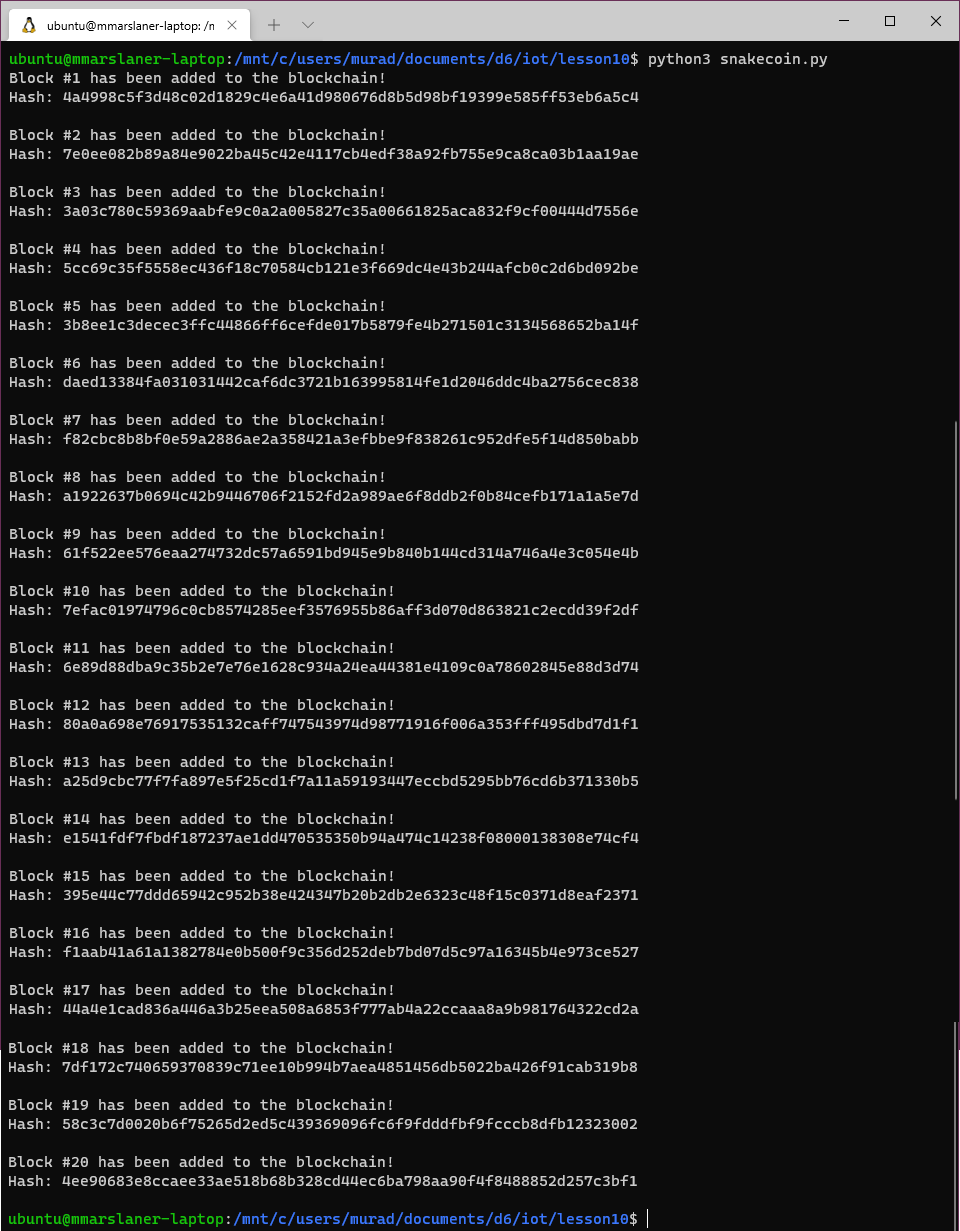 ubuntu@mmarslaner-laptop: /n
ubuntu@mmarslaner-laptop:/mnt/c/users/murad/documents/d6/iot/lesson10$ python3 snakecoin.py
Block #1 has been added to the blockchain!
Hash: 4a4998c5f3d48c02d1829c4e6a41d980676d8b5d98bf19399e585ff53eb6a5c4
Block #2 has been added to the blockchain!
Hash: 7e0ee082b89a84e9022ba45c42e4117cb4edf38a92fb755e9ca8ca03b1aa19ae
Block #3 has been added to the blockchain!
Hash: 3a03c780c59369aabfe9c0a2a005827c35a00661825aca832f9cf00444d7556e
Block #4 has been added to the blockchain!
Hash: 5cc69c35f5558ec436f18c70584cb121e3f669dc4e43b244afcb0c2d6bd092be
Block #5 has been added to the blockchain!
Hash: 3b8ee1c3decec3ffc44866ff6cefde017b5879fe4b271501c3134568652ba14f
Block #6 has been added to the blockchain!
Hash: daed13384fa031031442caf6dc3721b163995814fe1d2046ddc4ba2756cec838
Block #7 has been added to the blockchain!
Hash: f82cbc8b8bf0e59a2886ae2a358421a3efbbe9f838261c952dfe5f14d850babb
Block #8 has been added to the blockchain!
Hash: a1922637b0694c42b9446706f2152fd2a989ae6f8ddb2f0b84cefb171a1a5e7d
Block #9 has been added to the blockchain!
Hash: 61f522ee576eaa274732dc57a6591bd945e9b840b144cd314a746a4e3c054e4b
Block #10 has been added to the blockchain!
Hash: 7efac01974796c0cb8574285eef3576955b86aff3d070d863821c2ecdd39f2df
Block #11 has been added to the blockchain!
Hash: 6e89d88dba9c35b2e7e76e1628c934a24ea44381e4109c0a78602845e88d3d74
Block #12 has been added to the blockchain!
Hash: 80a0a698e76917535132caff747543974d98771916f006a353fff495dbd7d1f1
Block #13 has been added to the blockchain!
Hash: a25d9cbc77f7fa897e5f25cd1f7a11a59193447eccbd5295bb76cd6b371330b5
Block #14 has been added to the blockchain!
Hash: e1541fdf7fbdf187237ae1dd470535350b94a474c14238f08000138308e74cf4
Block #15 has been added to the blockchain!
Hash: 395e44c77ddd65942c952b38e424347b20b2db2e6323c48f15c0371d8eaf2371
Block #16 has been added to the blockchain!
Hash: f1aab41a61a1382784e0b500f9c356d252deb7bd07d5c97a16345b4e973ce527
Block #17 has been added to the blockchain!
Hash: 44a4e1cad836a446a3b25eea508a6853f777ab4a22ccaaa8a9b981764322cd2a
Block #18 has been added to the blockchain!
Hash: 7df172c740659370839c71ee10b994b7aea4851456db5022ba426f91cab319b8
Block #19 has been added to the blockchain!
Hash: 58c3c7d0020b6f75265d2ed5c439369096fc6f9fdddfbf9fcccb8dfb12323002
Block #20 has been added to the blockchain!
Hash: 4ee90683e8ccaee33ae518b68b328cd44ec6ba798aa90f4f8488852d257c3bf1
ubuntu@mmarslaner-laptop:/mnt/c/users/murad/documents/d6/iot/lesson10$